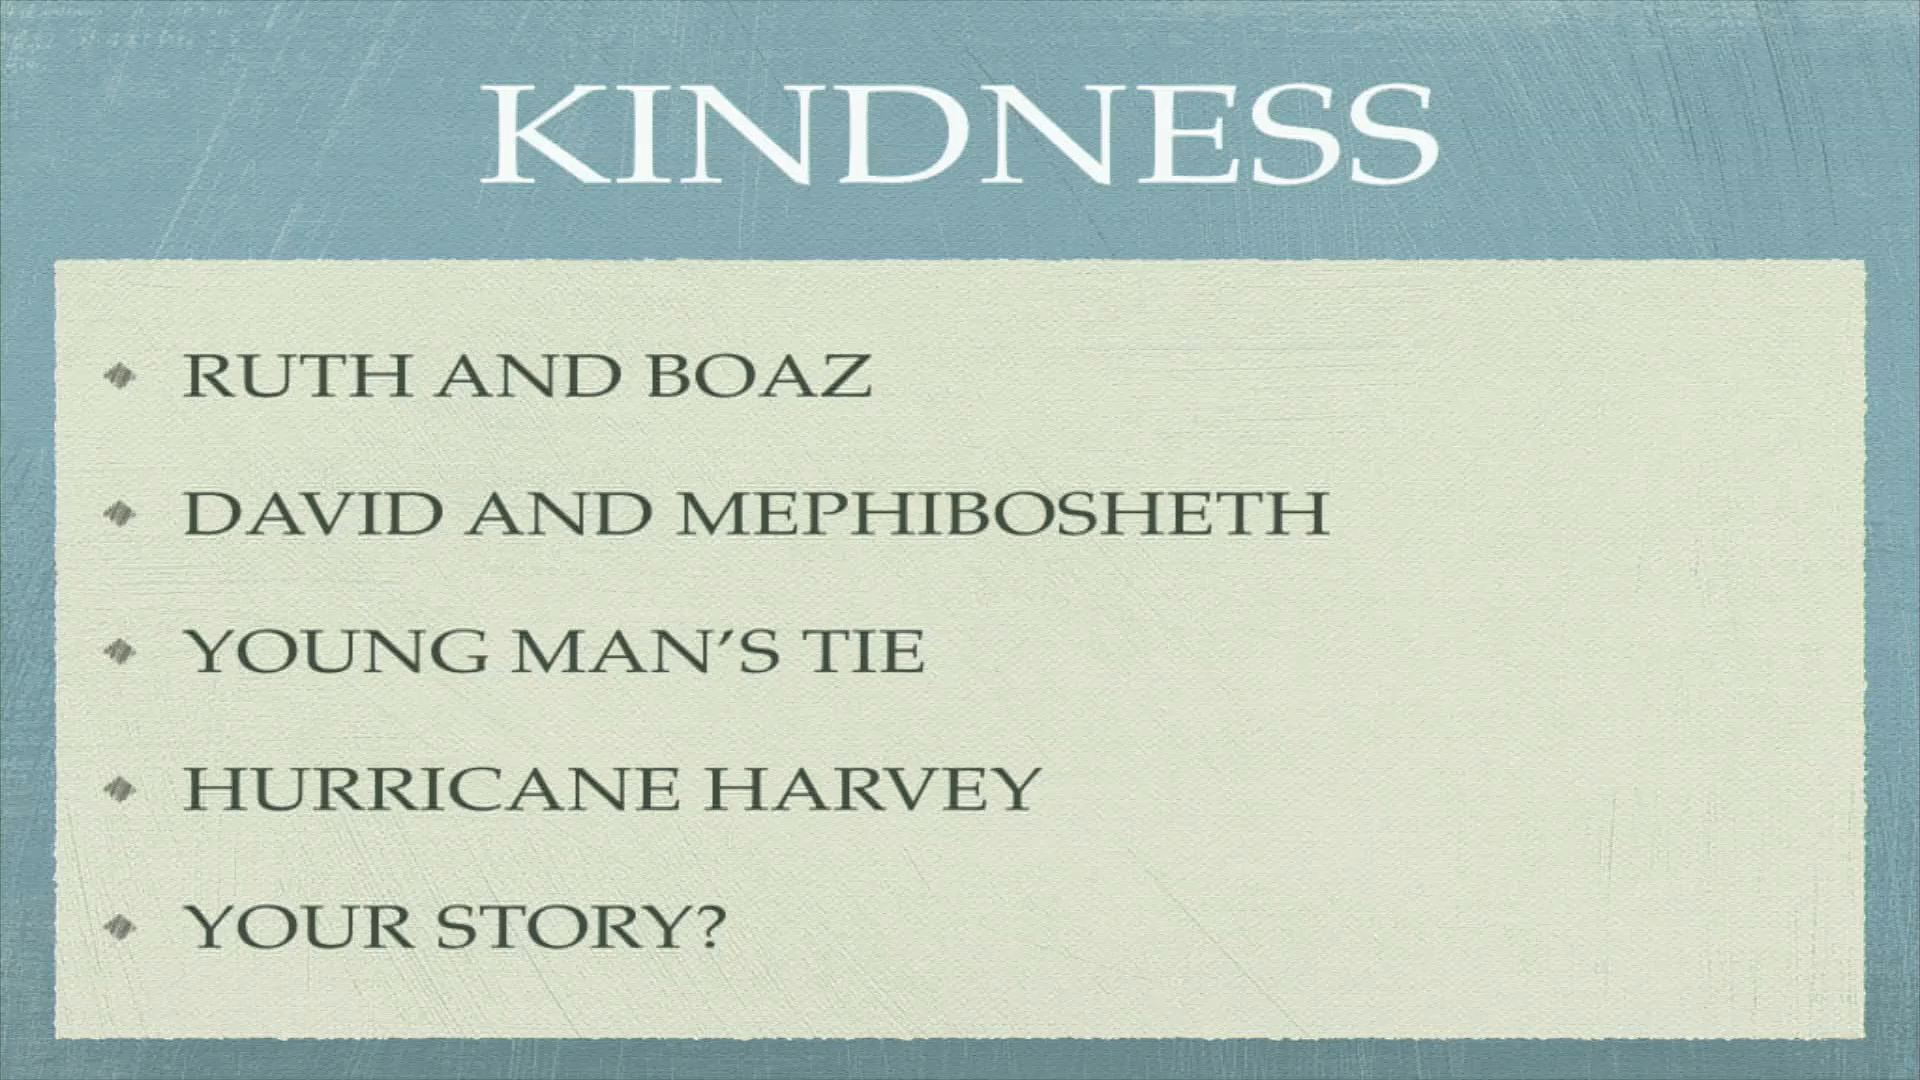 KINDNESS
RUTH AND BOAZ
DAVID AND MEPHIBOSHETH
YOUNG MAN’S TIE
HURRICANE HARVEY
YOUR STORY?